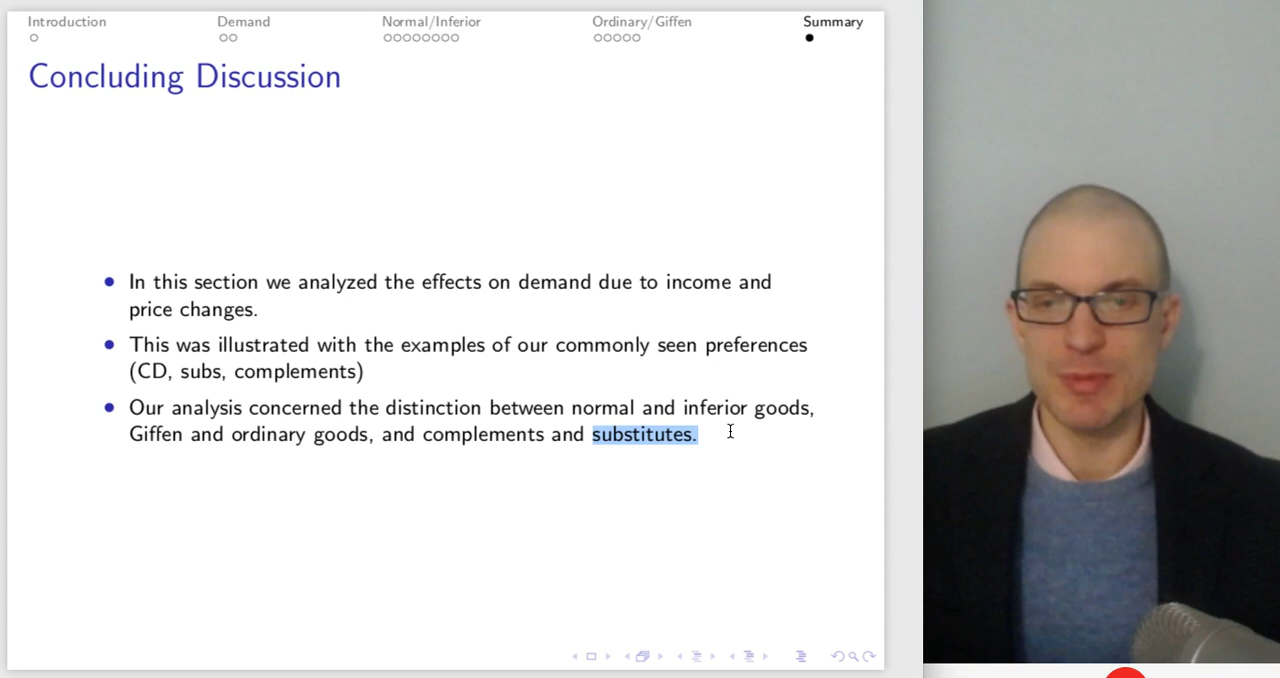 Introduction Demand Normal/Inferior Ordinary/Giffen Summary
Concluding Discussion
In this section we analyzed the effects on demand due to income and
price changes.
This was illustrated with the examples of our commonly seen preferences
(CD, subs, complements)
Our analysis concerned the distinction between normal and inferior goods,
Giffen and ordinary goods, and complements and substitutes.